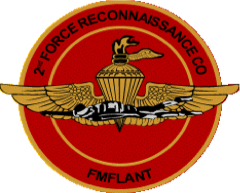 2nd FORCE RECONNAISSANCE CO
FMFLANT